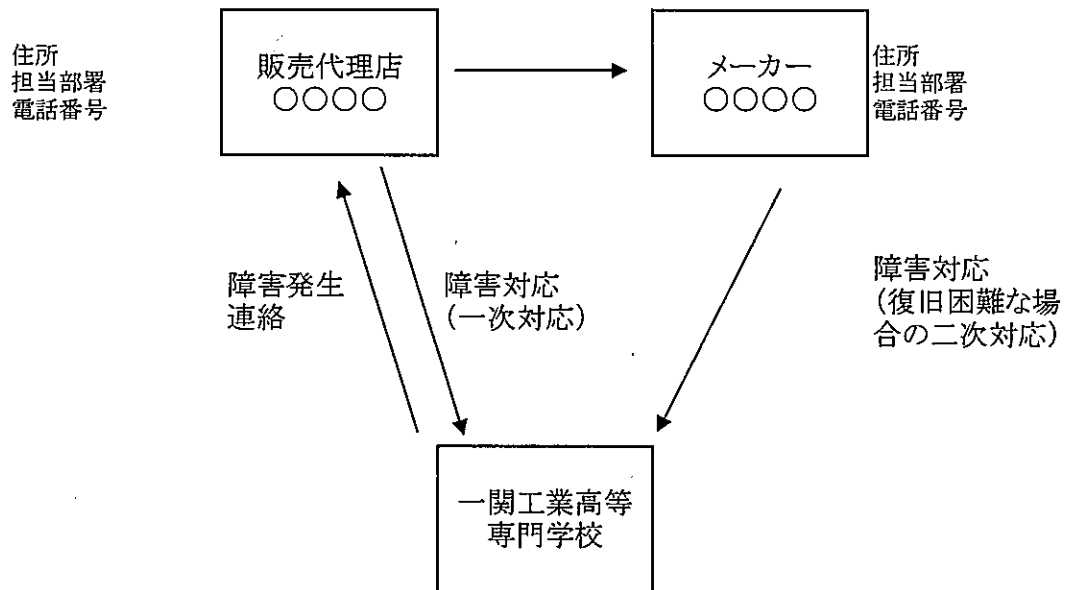 住所
担当部署
電話番号
販売代理店
○○○○
メーカー
○○○○
住所
担当部署
電話番号
障害発生
連絡
障害対応
(一次対応)
障害対応
(復旧困難な場
合の二次対応)
一関工業高等
専門学校